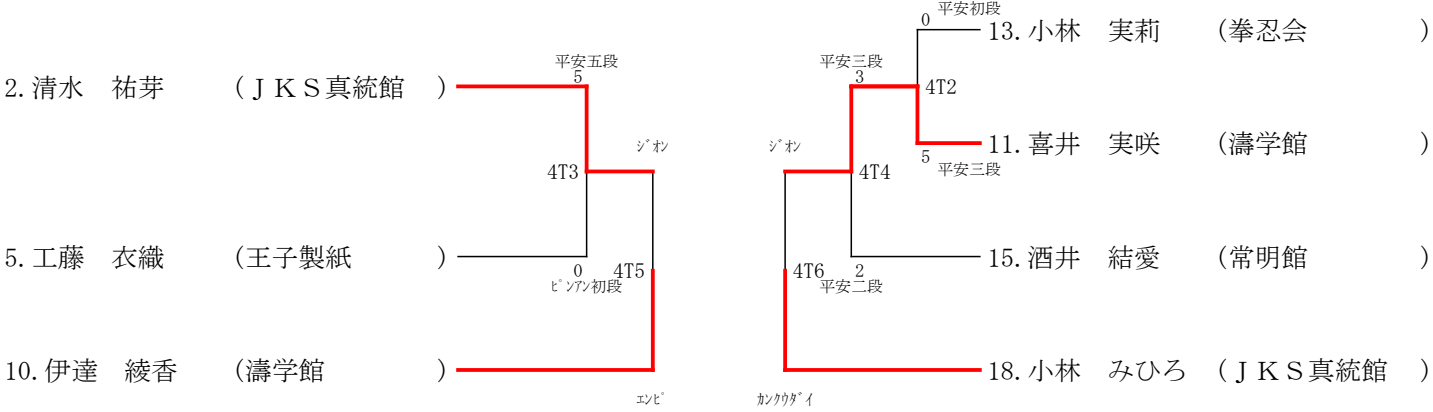 平安初段
0
13. 小林　実莉　（拳忍会　）
平安五段
5
平安三段
3
2. 清水　祐芽　（ＪＫＳ真統館　）
4T2
ｼﾞｵﾝ
ｼﾞｵﾝ
11. 喜井　実咲　（濤学館　）
5
平安三段
4T3
4T4
5. 工藤　衣織　（王子製紙　）
15. 酒井　結愛　（常明館　）
0
4T5
4T6
2
ﾋﾟﾝｱﾝ初段
平安二段
10. 伊達　綾香　（濤学館　）
18. 小林　みひろ　（ＪＫＳ真統館　）
ｴﾝﾋﾟ
ｶﾝｸｳﾀﾞｲ